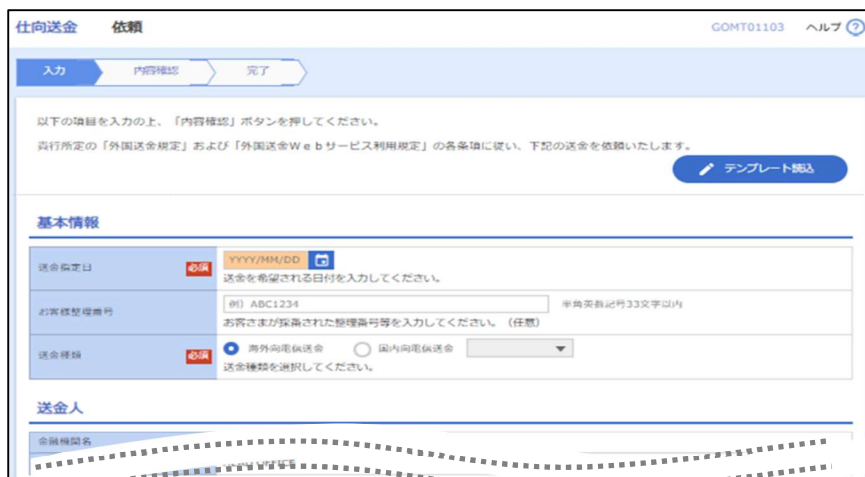 仕向送金 依頼 GOMT01103 ヘルプ ?
入力 内容確認 完了
以下の項目を入力の上、「内容確認」ボタンを押してください。
貴行所定の「外国送金規定」および「外国送金Webサービス利用規定」の各条項に従い、下記の送金を依頼いたします。
テンプレート読込
基本情報
送金指定日 必須 YYYY/MM/DD
送金を希望される日付を入力してください。
お客様整理番号 例) ABC1234 半角英数記号33文字以内
お客さまが採番された整理番号等を入力してください。（任意）
送金種類 必須 海外向電信送金 国内向電信送金
送金種類を選択してください。
送金人
金融機関名